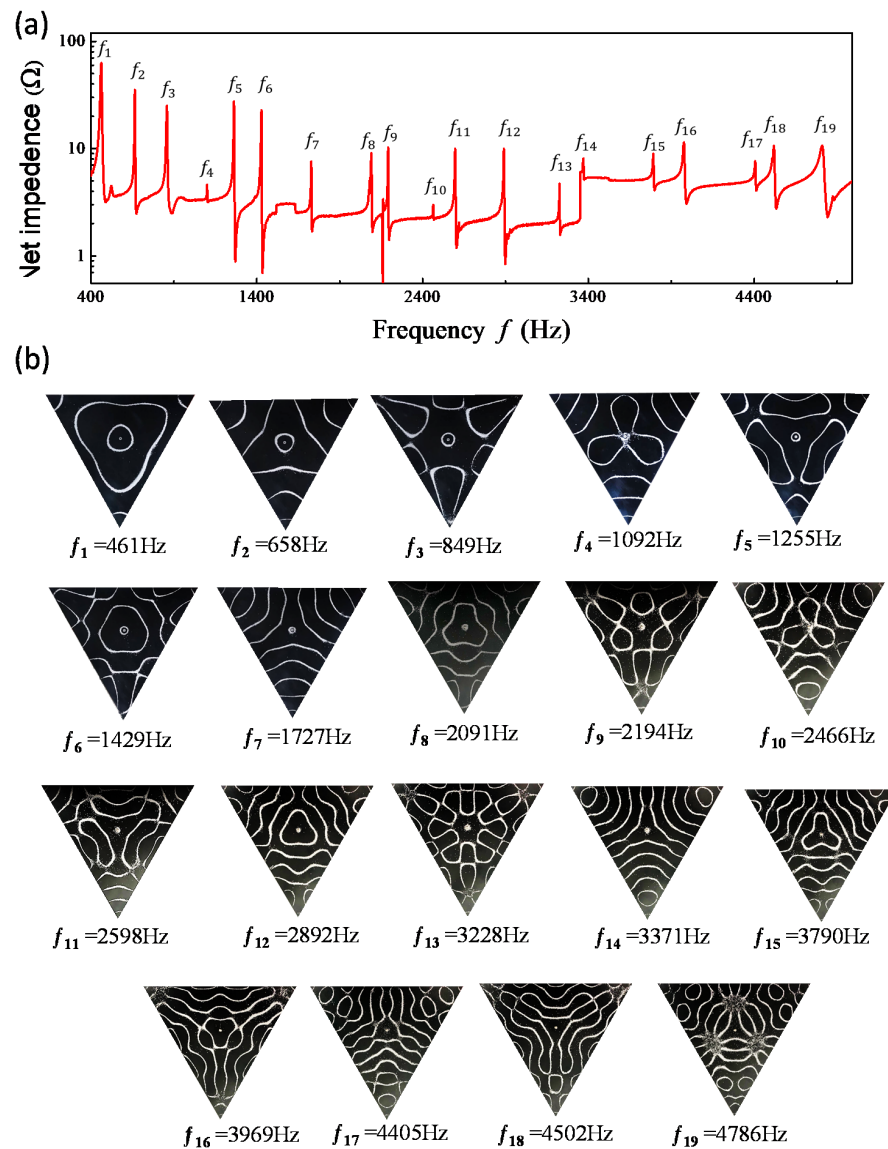 (a)
100
10
1
Net impedence (Ω)
f1
f2
f3
f4
f5
f6
f7
f8
f9
f10
f11
f12
f13
f14
f15
f16
f17
f18
f19
400
1400
2400
3400
4400
Frequency f (Hz)
(b)
f1 =461Hz
f2 =658Hz
f3 =849Hz
f4 =1092Hz
f5 =1255Hz
f6 =1429Hz
f7 =1727Hz
f8 =2091Hz
f9 =2194Hz
f10 =2466Hz
f11 =2598Hz
f12 =2892Hz
f13 =3228Hz
f14 =3371Hz
f15 =3790Hz
f16 =3969Hz
f17 =4405Hz
f18 =4502Hz
f19 =4786Hz